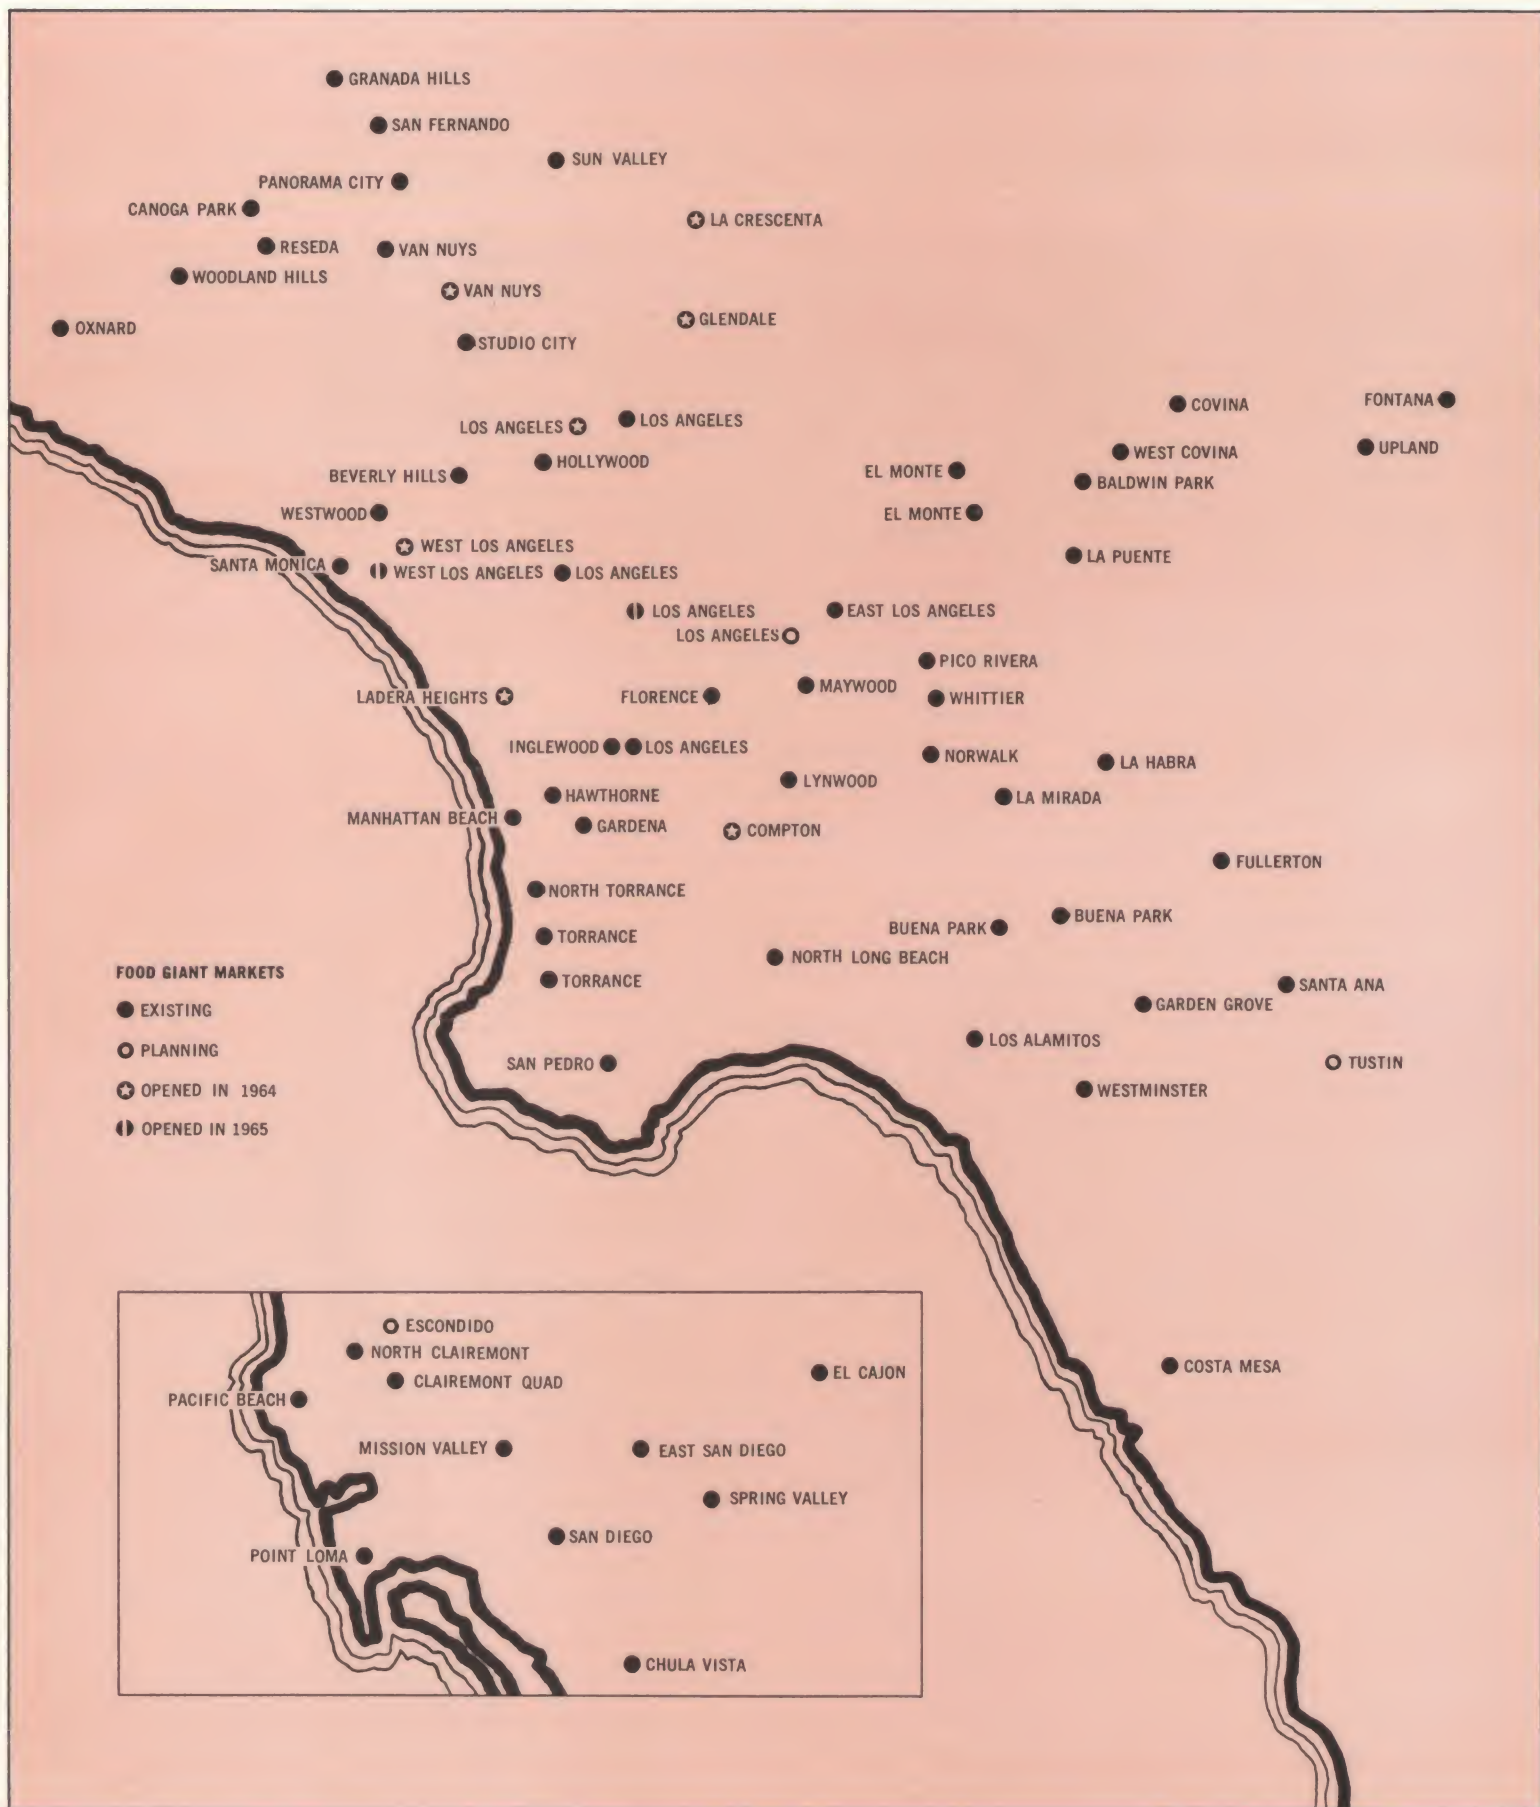 GRANADA HILLS
SAN FERNANDO
SUN VALLEY
PANORAMA CITY
CANOGA PARK
LA CRESCENTA
RESEDA
VAN NUYS
WOODLAND HILLS
VAN NUYS
GLENDALE
OXNARD
STUDIO CITY
COVINA
FONTANA
LOS ANGELES
LOS ANGELES
WEST COVINA
UPLAND
HOLLYWOOD
BEVERLY HILLS
EL MONTE
BALDWIN PARK
WESTWOOD
EL MONTE
WEST LOS ANGELES
LA PUENTE
SANTA MONICA
WEST LOS ANGELES
LOS ANGELES
LOS ANGELES
EAST LOS ANGELES
LOS ANGELES
PICO RIVERA
MAYWOOD
LADERA HEIGHTS
FLORENCE
WHITTIER
INGLEWOOD
LOS ANGELES
NORWALK
LA HABRA
LYNWOOD
HAWTHORNE
LA MIRADA
MANHATTAN BEACH
GARDENA
COMPTON
FULLERTON
NORTH TORRANCE
BUENA PARK
BUENA PARK
TORRANCE
NORTH LONG BEACH
TORRANCE
SANTA ANA
GARDEN GROVE
LOS ALAMITOS
SAN PEDRO
TUSTIN
WESTMINSTER
FOOD GIANT MARKETS
EXISTING
PLANNING
OPENED IN 1964
OPENED IN 1965
ESCONDIDO
NORTH CLAIREMONT
CLAIREMONT QUAD
EL CAJON
PACIFIC BEACH
MISSION VALLEY
EAST SAN DIEGO
SPRING VALLEY
SAN DIEGO
POINT LOMA
CHULA VISTA
COSTA MESA